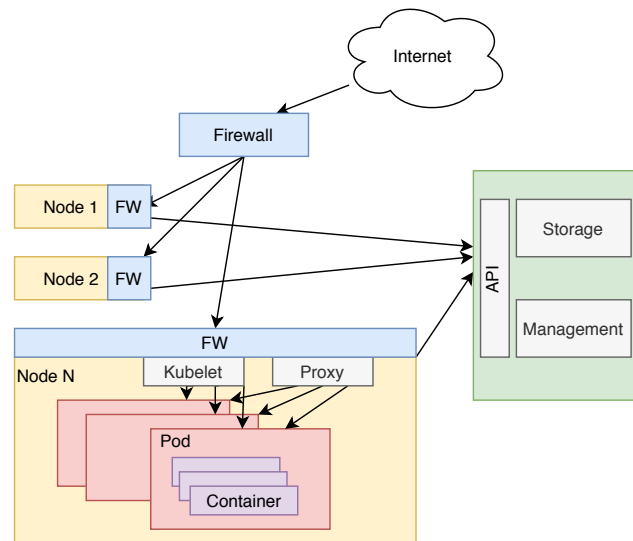 Internet
Firewall
Node 1 FW
Node 2 FW
API
Storage
Management
FW
Node N
Kubelet
Proxy
Pod
Container